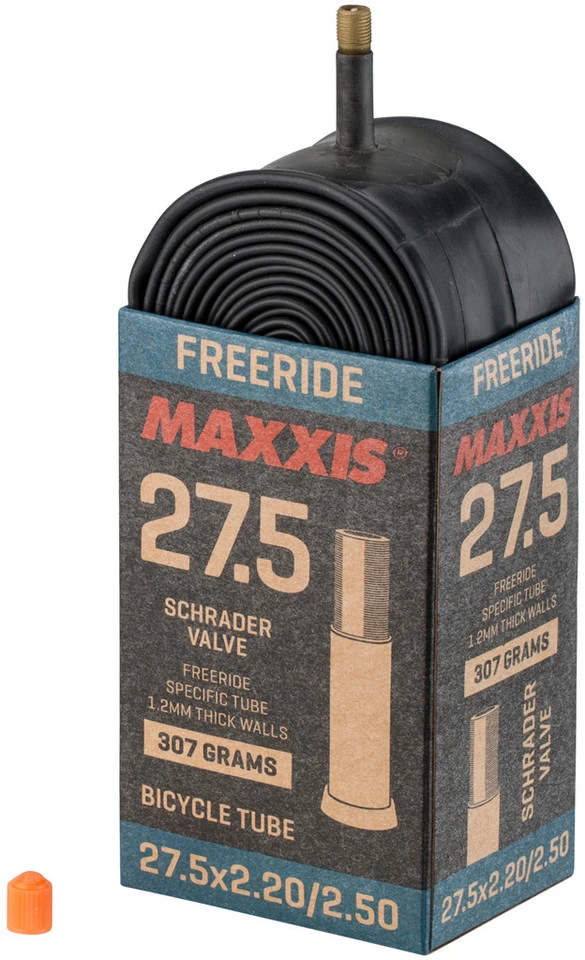 FREERIDE
MAXXIS®
27.5
SCHRADER
VALVE
FREERIDE
SPECIFIC TUBE
1.2MM THICK WALLS
307 GRAMS
BICYCLE TUBE
27.5x2.20/2.50
FREERIDE
MAXXIS
27.5
FREERIDE
SPECIFIC TUBE
1.2MM THICK WALLS
307 GRAMS
SCHRADER
VALVE
27.5x2.20/2.50